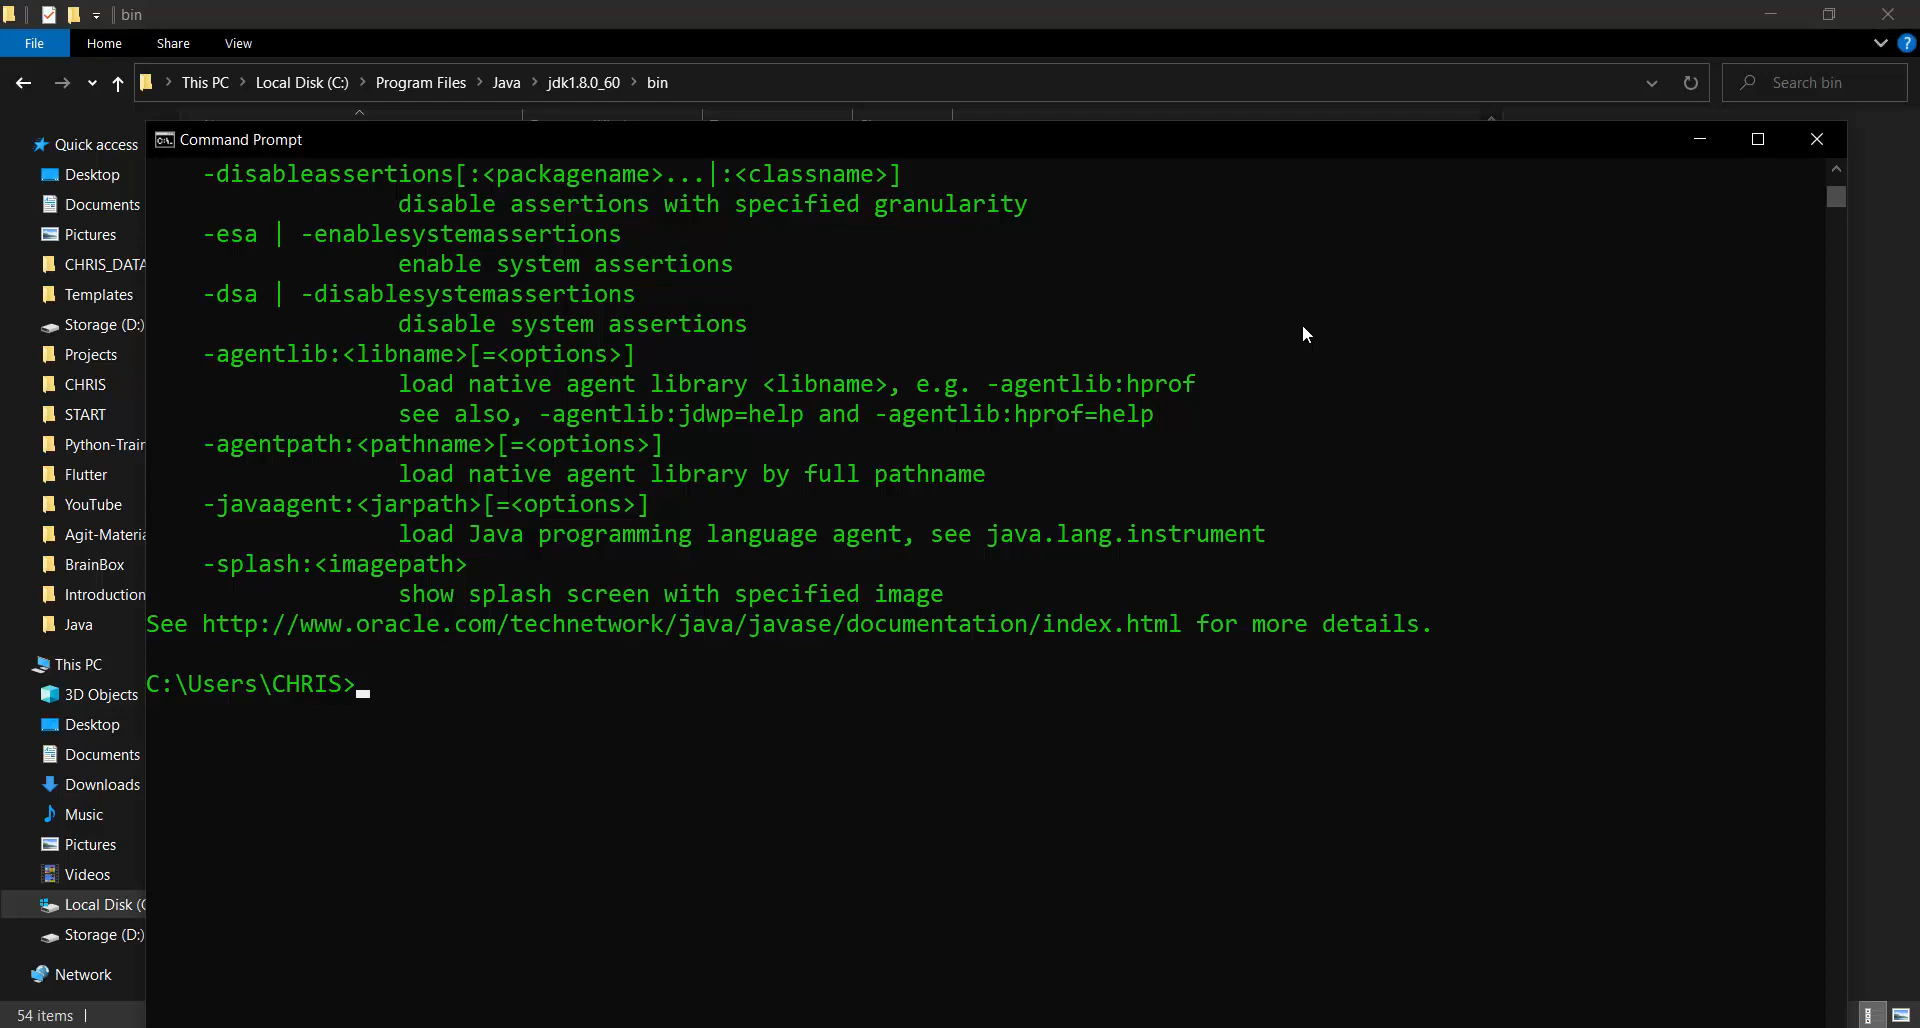 bin
File Home Share View
This PC Local Disk (C:) Program Files Java jdk1.8.0_60 bin Search bin
Quick access
Desktop
Documents
Pictures
CHRIS_DATA
Templates
Storage (D:)
Projects
CHRIS
START
Python-Train
Flutter
YouTube
Agit-Materia
BrainBox
Introduction
Java
This PC
3D Objects
Desktop
Documents
Downloads
Music
Pictures
Videos
Local Disk (C
Storage (D:)
Network
54 items
Command Prompt
-disableassertions[:<packagename>...|:<classname>]
disable assertions with specified granularity
-esa | -enablesystemassertions
enable system assertions
-dsa | -disablesystemassertions
disable system assertions
-agentlib:<libname>[=<options>]
load native agent library <libname>, e.g. -agentlib:hprof
see also, -agentlib:jdwp=help and -agentlib:hprof=help
-agentpath:<pathname>[=<options>]
load native agent library by full pathname
-javaagent:<jarpath>[=<options>]
load Java programming language agent, see java.lang.instrument
-splash:<imagepath>
show splash screen with specified image
See http://www.oracle.com/technetwork/java/javase/documentation/index.html for more details.
C:\Users\CHRIS>